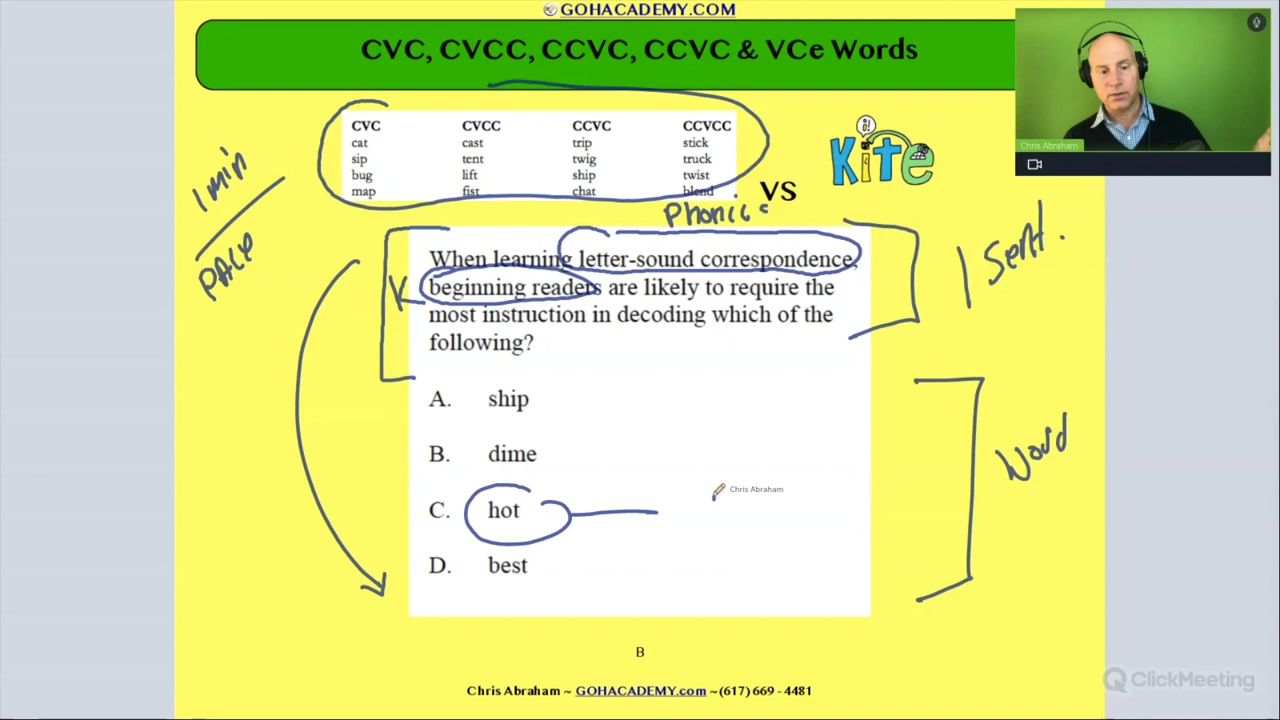 GOHACADEMY.COM
CVC, CVCC, CCVC, CCVC & VCe Words
Chris Abraham
CVC CVCC CCVC CCVCC
cat cast trip stick
sip tent twig truck
bug lift ship twist
map fist chat blend
Kite
VS
1 min
PACE
Phonics
When learning letter-sound correspondence,
beginning readers are likely to require the
most instruction in decoding which of the
following?
K
1 Sent.
A. ship
B. dime
C. hot
D. best
Word
Chris Abraham
B
Chris Abraham ~ GOHACADEMY.com ~(617) 669 - 4481
ClickMeeting